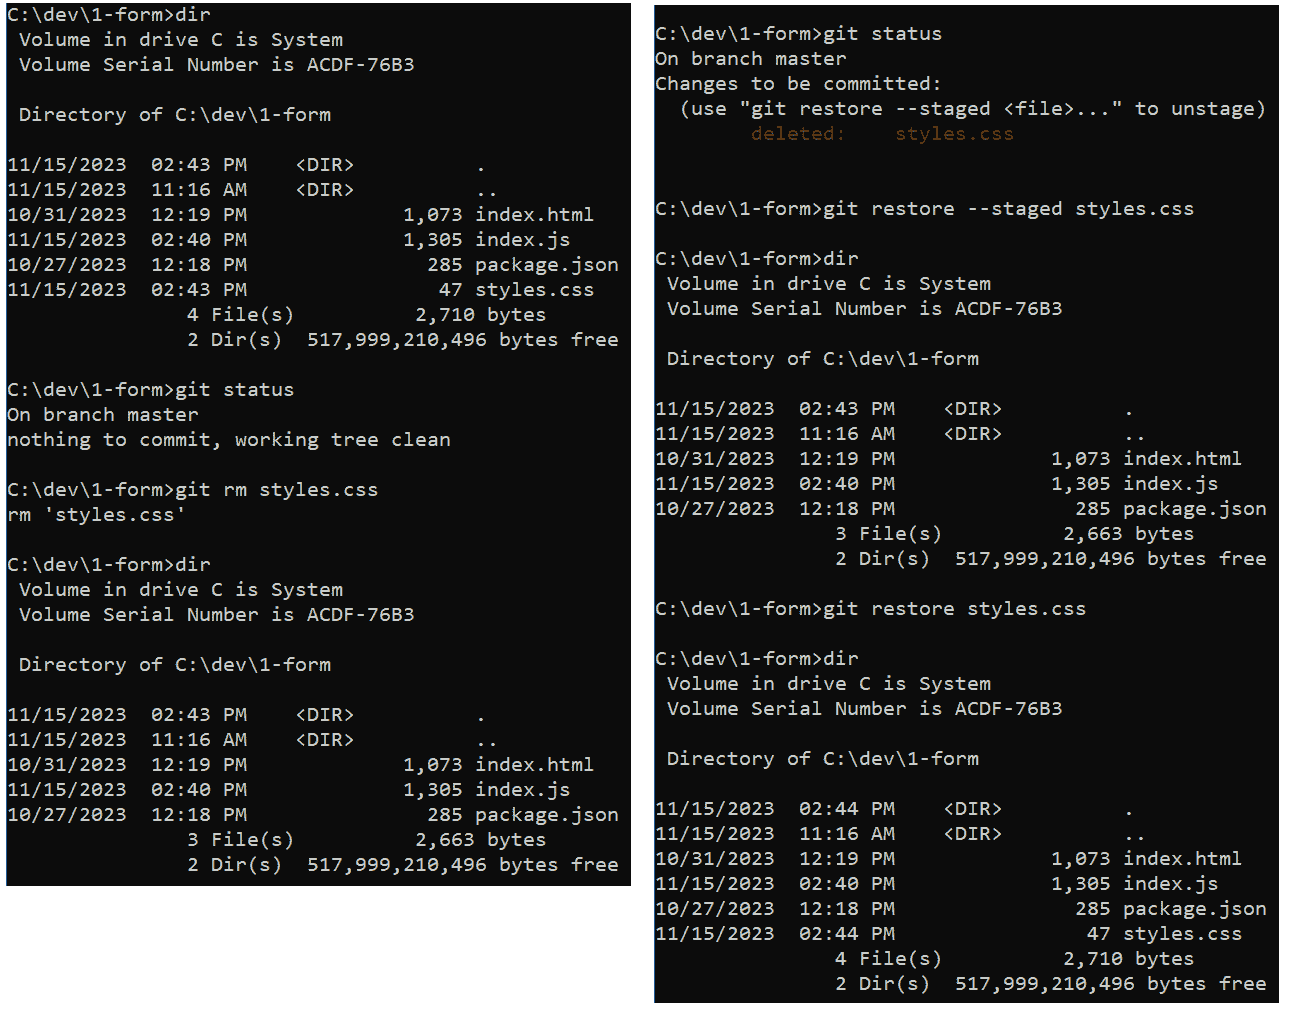 C:\dev\1-form>dir
 Volume in drive C is System
 Volume Serial Number is ACDF-76B3

 Directory of C:\dev\1-form

11/15/2023  02:43 PM    <DIR>          .
11/15/2023  11:16 AM    <DIR>          ..
10/31/2023  12:19 PM             1,073 index.html
11/15/2023  02:40 PM             1,305 index.js
10/27/2023  12:18 PM               285 package.json
11/15/2023  02:43 PM                47 styles.css
               4 File(s)          2,710 bytes
               2 Dir(s)  517,999,210,496 bytes free

C:\dev\1-form>git status
On branch master
nothing to commit, working tree clean

C:\dev\1-form>git rm styles.css
rm 'styles.css'

C:\dev\1-form>dir
 Volume in drive C is System
 Volume Serial Number is ACDF-76B3

 Directory of C:\dev\1-form

11/15/2023  02:43 PM    <DIR>          .
11/15/2023  11:16 AM    <DIR>          ..
10/31/2023  12:19 PM             1,073 index.html
11/15/2023  02:40 PM             1,305 index.js
10/27/2023  12:18 PM               285 package.json
               3 File(s)          2,663 bytes
               2 Dir(s)  517,999,210,496 bytes free

C:\dev\1-form>git status
On branch master
Changes to be committed:
  (use "git restore --staged <file>..." to unstage)
        deleted:    styles.css

C:\dev\1-form>git restore --staged styles.css

C:\dev\1-form>dir
 Volume in drive C is System
 Volume Serial Number is ACDF-76B3

 Directory of C:\dev\1-form

11/15/2023  02:43 PM    <DIR>          .
11/15/2023  11:16 AM    <DIR>          ..
10/31/2023  12:19 PM             1,073 index.html
11/15/2023  02:40 PM             1,305 index.js
10/27/2023  12:18 PM               285 package.json
               3 File(s)          2,663 bytes
               2 Dir(s)  517,999,210,496 bytes free

C:\dev\1-form>git restore styles.css

C:\dev\1-form>dir
 Volume in drive C is System
 Volume Serial Number is ACDF-76B3

 Directory of C:\dev\1-form

11/15/2023  02:44 PM    <DIR>          .
11/15/2023  11:16 AM    <DIR>          ..
10/31/2023  12:19 PM             1,073 index.html
11/15/2023  02:40 PM             1,305 index.js
10/27/2023  12:18 PM               285 package.json
11/15/2023  02:44 PM                47 styles.css
               4 File(s)          2,710 bytes
               2 Dir(s)  517,999,210,496 bytes free